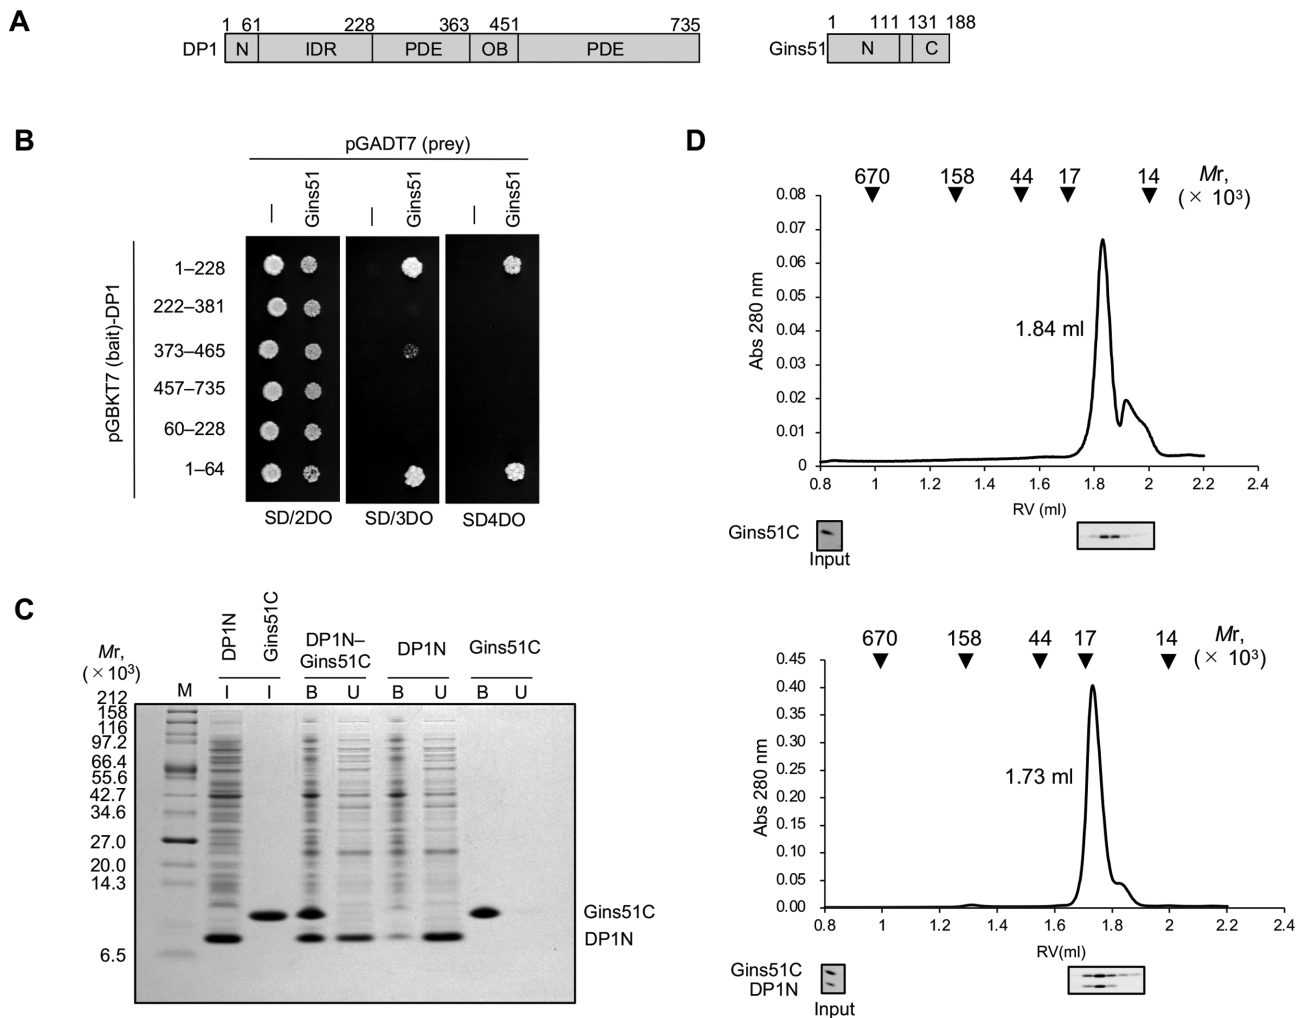 A
1 61 228 363 451 735
DP1 N IDR PDE OB PDE
1 111 131 188
Gins51 N C
B
pGADT7 (prey)
— Gins51 — Gins51 — Gins51
pGBKT7 (bait)-DP1
1–228
222–381
373–465
457–735
60–228
1–64
SD/2DO SD/3DO SD4DO
C
DP1N Gins51C DP1N–Gins51C DP1N Gins51C
Mr,
(× 10³)
M I I B U B U B U
212
158
116
97.2
66.4
55.6
42.7
34.6
27.0
20.0
14.3
6.5
Gins51C
DP1N
D
670 158 44 17 14 Mr,
(× 10³)
Abs 280 nm
0.08
0.07
0.06
0.05
0.04
0.03
0.02
0.01
0
1.84 ml
0.8 1 1.2 1.4 1.6 1.8 2 2.2 2.4
RV (ml)
Gins51C
Input
670 158 44 17 14 Mr,
(× 10³)
Abs 280 nm
0.45
0.40
0.35
0.30
0.25
0.20
0.15
0.10
0.05
0.00
1.73 ml
0.8 1 1.2 1.4 1.6 1.8 2 2.2 2.4
RV(ml)
Gins51C
DP1N
Input